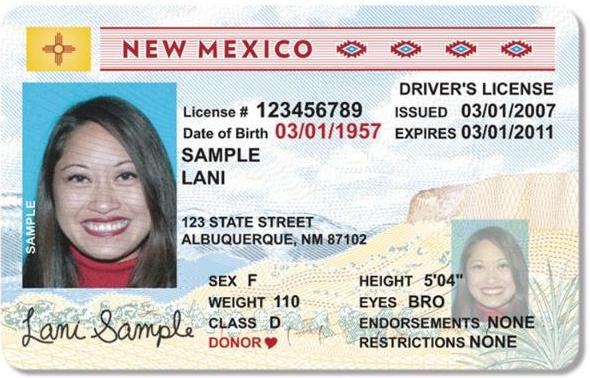 NEW MEXICO
DRIVER'S LICENSE
License # 123456789 ISSUED 03/01/2007
Date of Birth 03/01/1957 EXPIRES 03/01/2011
SAMPLE
LANI
123 STATE STREET
ALBUQUERQUE, NM 87102
SAMPLE
SEX F HEIGHT 5'04"
WEIGHT 110 EYES BRO
CLASS D ENDORSEMENTS NONE
DONOR RESTRICTIONS NONE
Lani Sample